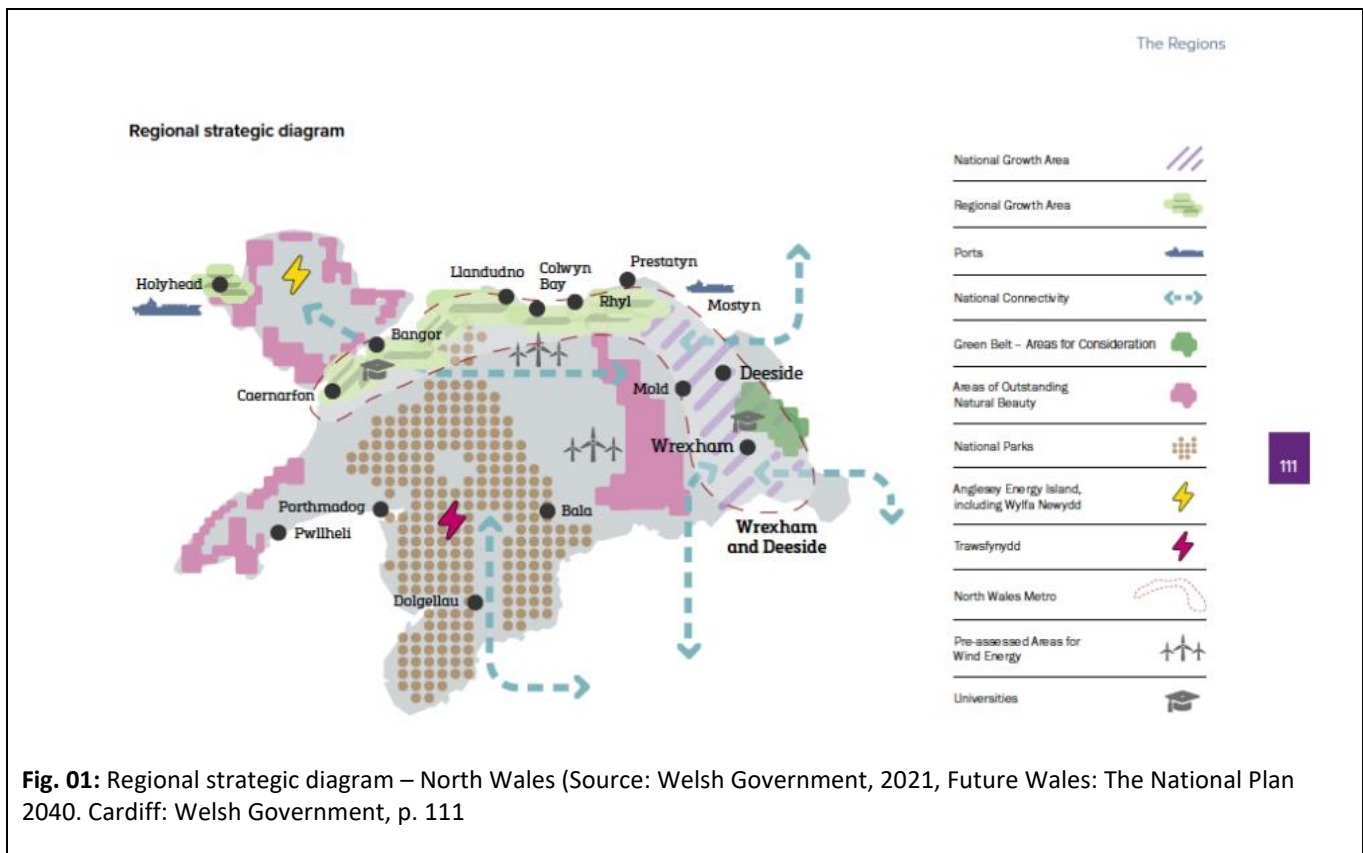 The Regions
Regional strategic diagram
National Growth Area
Regional Growth Area
Ports
National Connectivity
Green Belt – Areas for Consideration
Areas of Outstanding
Natural Beauty
National Parks
Anglesey Energy Island,
including Wylfa Newydd
Trawsfynydd
North Wales Metro
Pre-assessed Areas for
Wind Energy
Universities
111
Holyhead
Llandudno
Colwyn
Bay
Prestatyn
Rhyl
Mostyn
Bangor
Caernarfon
Mold
Deeside
Wrexham
Porthmadog
Pwllheli
Bala
Wrexham
and Deeside
Dolgellau
Fig. 01: Regional strategic diagram – North Wales (Source: Welsh Government, 2021, Future Wales: The National Plan
2040. Cardiff: Welsh Government, p. 111